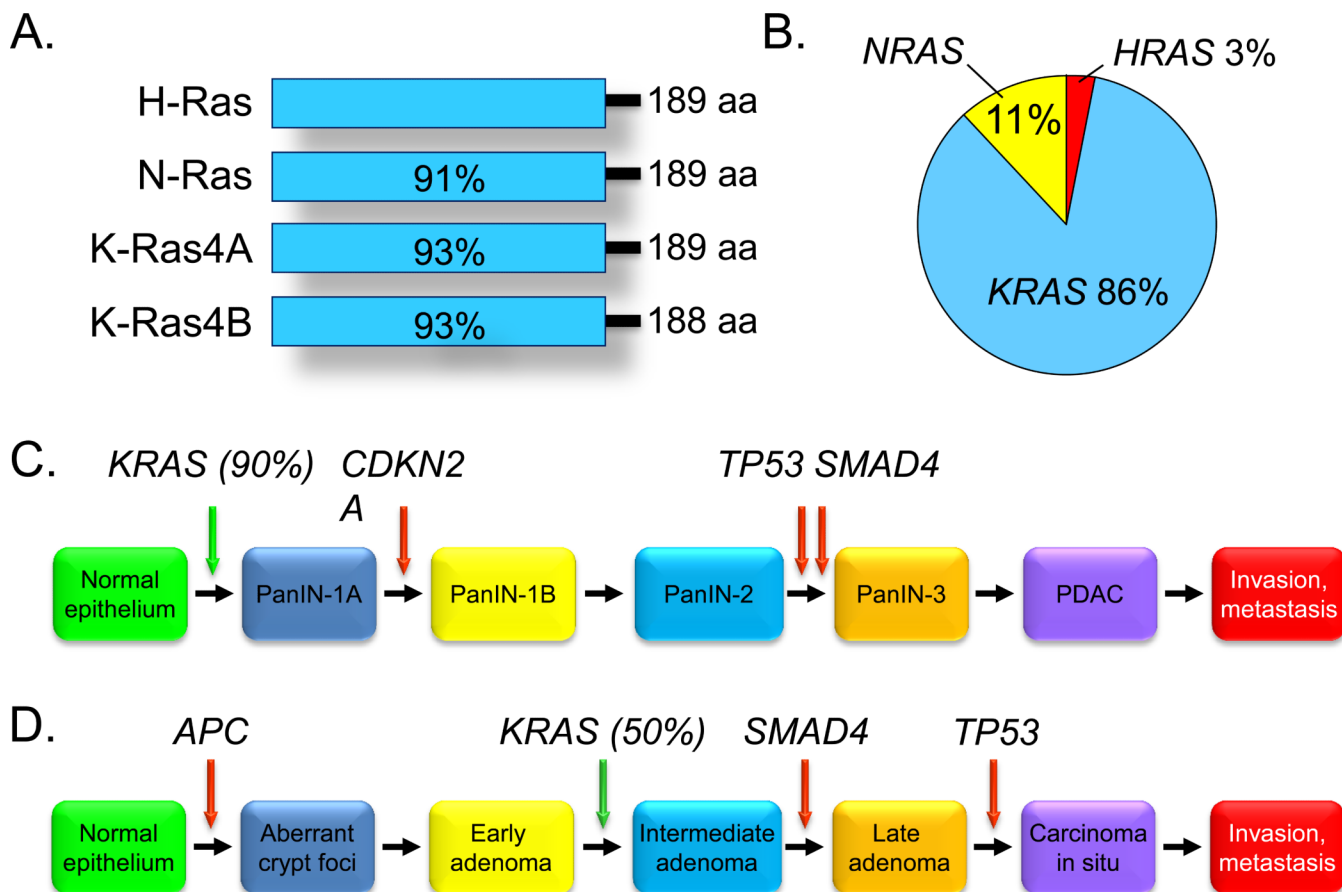 A.
H-Ras
189 aa
N-Ras
91%
189 aa
K-Ras4A
93%
189 aa
K-Ras4B
93%
188 aa
B.
NRAS
HRAS 3%
11%
KRAS 86%
C.
KRAS (90%)
CDKN2
A
TP53 SMAD4
Normal
epithelium
PanIN-1A
PanIN-1B
PanIN-2
PanIN-3
PDAC
Invasion,
metastasis
D.
APC
KRAS (50%)
SMAD4
TP53
Normal
epithelium
Aberrant
crypt foci
Early
adenoma
Intermediate
adenoma
Late
adenoma
Carcinoma
in situ
Invasion,
metastasis